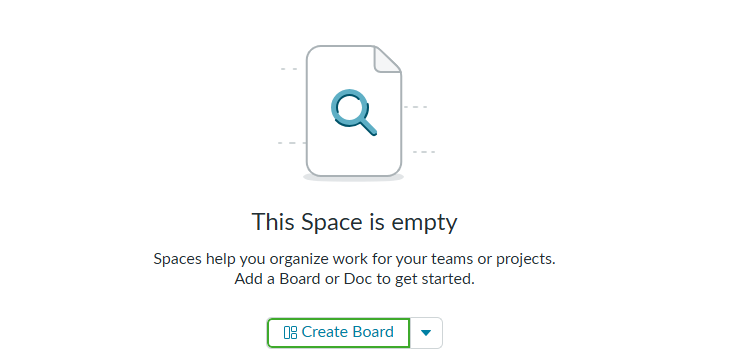 This Space is empty
Spaces help you organize work for your teams or projects.
Add a Board or Doc to get started.
Create Board